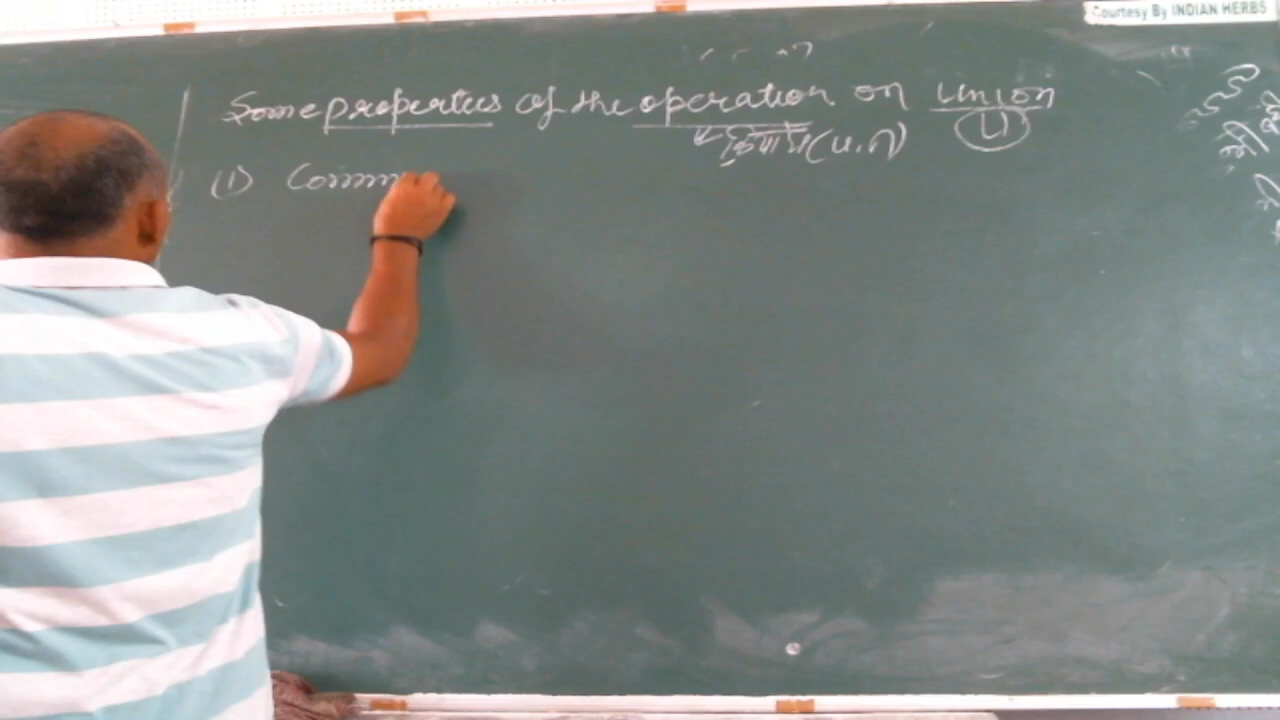 Courtesy By INDIAN HERBS
Some properties of the operation on Union
(∪, ∩) (∪)
(1) Comm